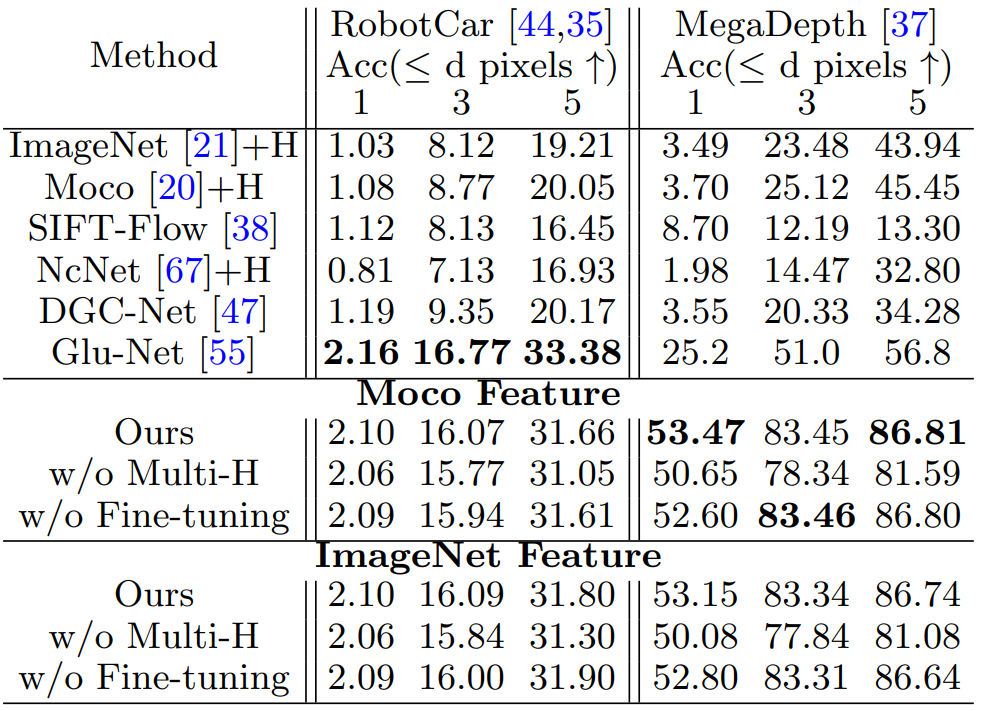 Method RobotCar [44,35] MegaDepth [37]
Acc(≤ d pixels ↑) Acc(≤ d pixels ↑)
1 3 5 1 3 5
ImageNet [21]+H 1.03 8.12 19.21 3.49 23.48 43.94
Moco [20]+H 1.08 8.77 20.05 3.70 25.12 45.45
SIFT-Flow [38] 1.12 8.13 16.45 8.70 12.19 13.30
NcNet [67]+H 0.81 7.13 16.93 1.98 14.47 32.80
DGC-Net [47] 1.19 9.35 20.17 3.55 20.33 34.28
Glu-Net [55] 2.16 16.77 33.38 25.2 51.0 56.8
Moco Feature
Ours 2.10 16.07 31.66 53.47 83.45 86.81
w/o Multi-H 2.06 15.77 31.05 50.65 78.34 81.59
w/o Fine-tuning 2.09 15.94 31.61 52.60 83.46 86.80
ImageNet Feature
Ours 2.10 16.09 31.80 53.15 83.34 86.74
w/o Multi-H 2.06 15.84 31.30 50.08 77.84 81.08
w/o Fine-tuning 2.09 16.00 31.90 52.80 83.31 86.64